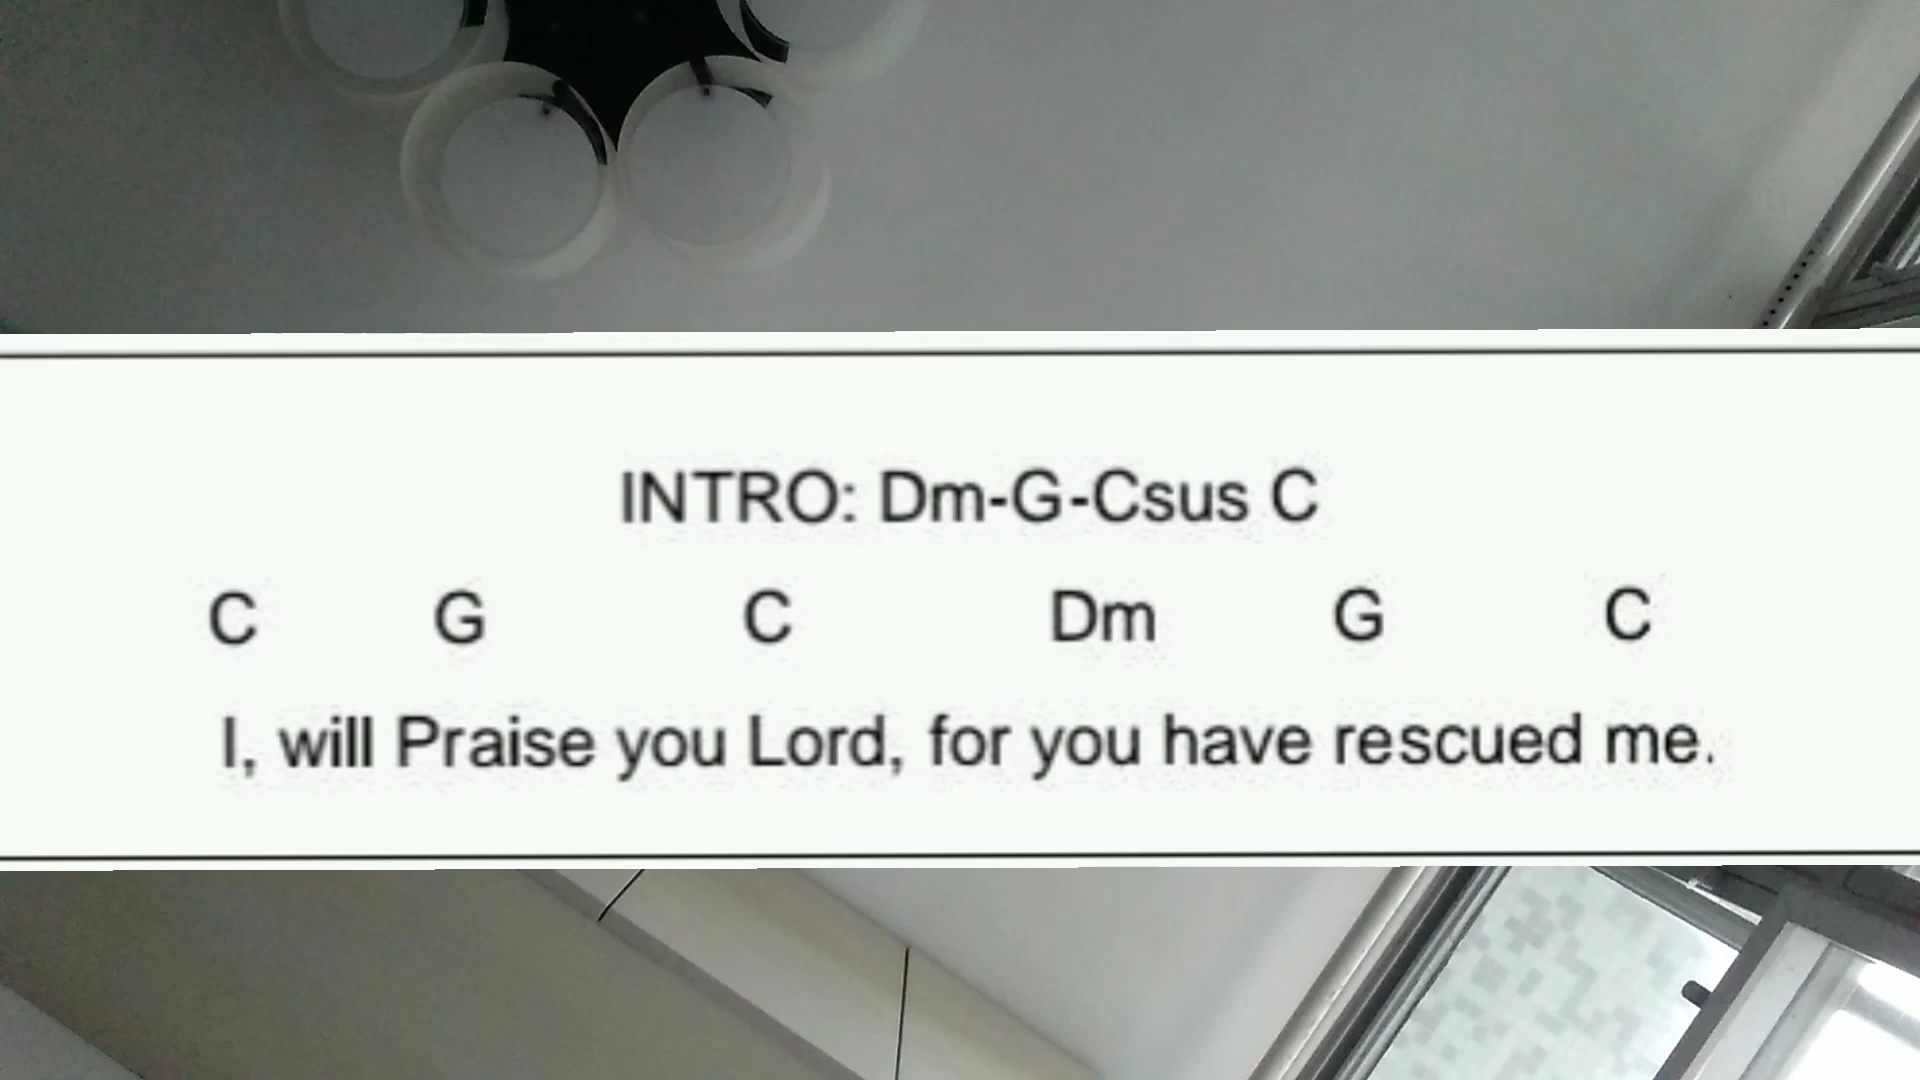 INTRO: Dm-G-Csus C
C G C Dm G C
I, will Praise you Lord, for you have rescued me.